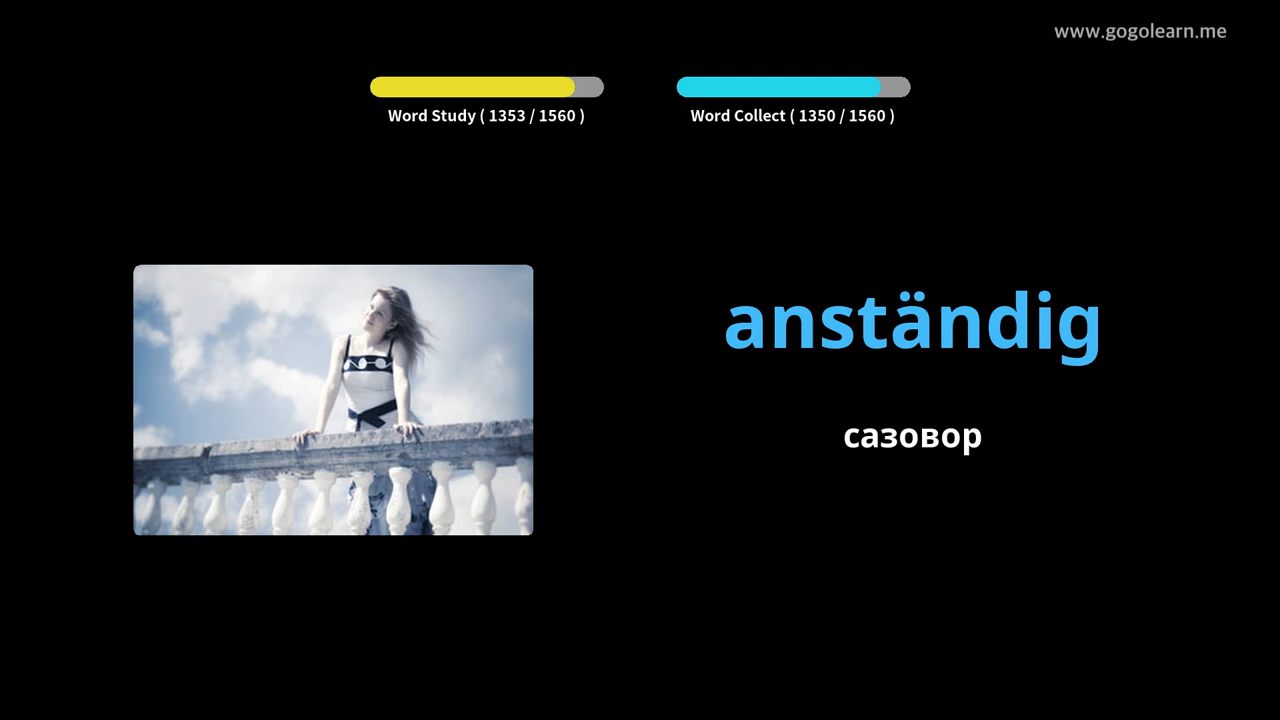 www.gogolearn.me
Word Study ( 1353 / 1560 )
Word Collect ( 1350 / 1560 )
anständig
сазовор